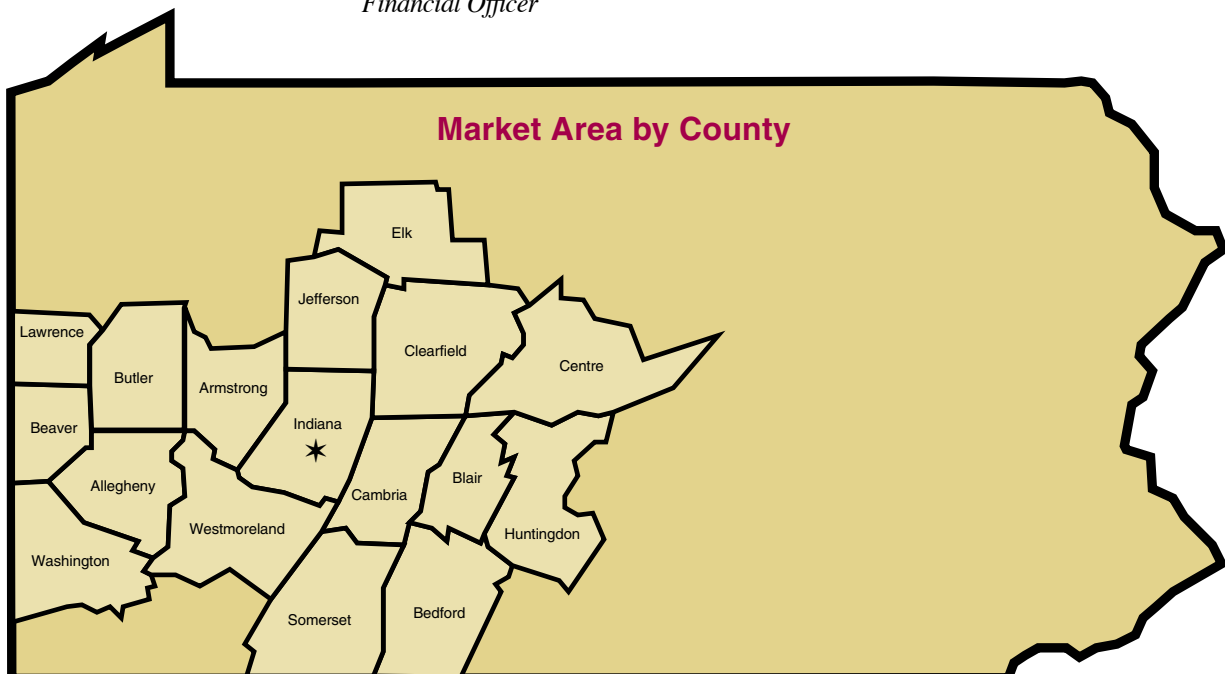 Financial Officer
Market Area by County
Elk
Jefferson
Lawrence
Clearfield
Centre
Butler
Armstrong
Indiana
Beaver
Blair
Allegheny
Cambria
Westmoreland
Huntingdon
Washington
Bedford
Somerset